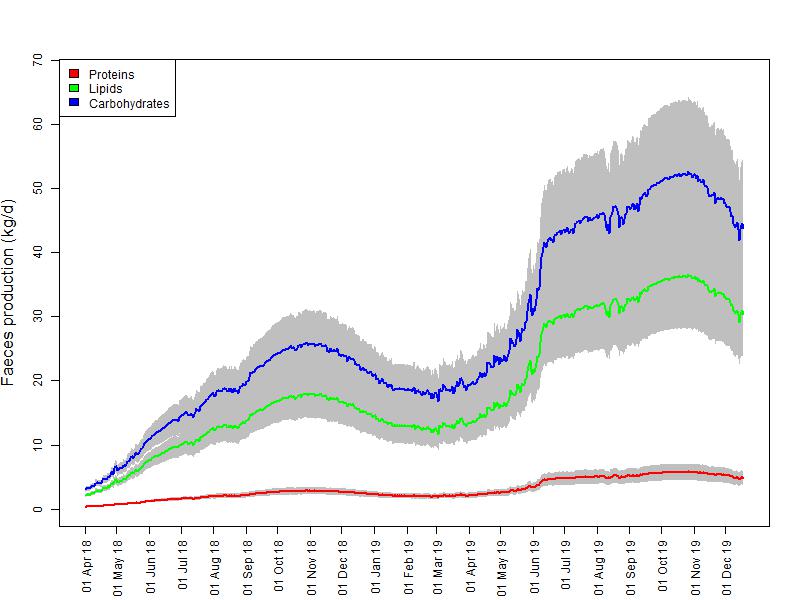 Proteins
Lipids
Carbohydrates
Faeces production (kg/d)
70
60
50
40
30
20
10
0
01 Apr 18
01 May 18
01 Jun 18
01 Jul 18
01 Aug 18
01 Sep 18
01 Oct 18
01 Nov 18
01 Dec 18
01 Jan 19
01 Feb 19
01 Mar 19
01 Apr 19
01 May 19
01 Jun 19
01 Jul 19
01 Aug 19
01 Sep 19
01 Oct 19
01 Nov 19
01 Dec 19